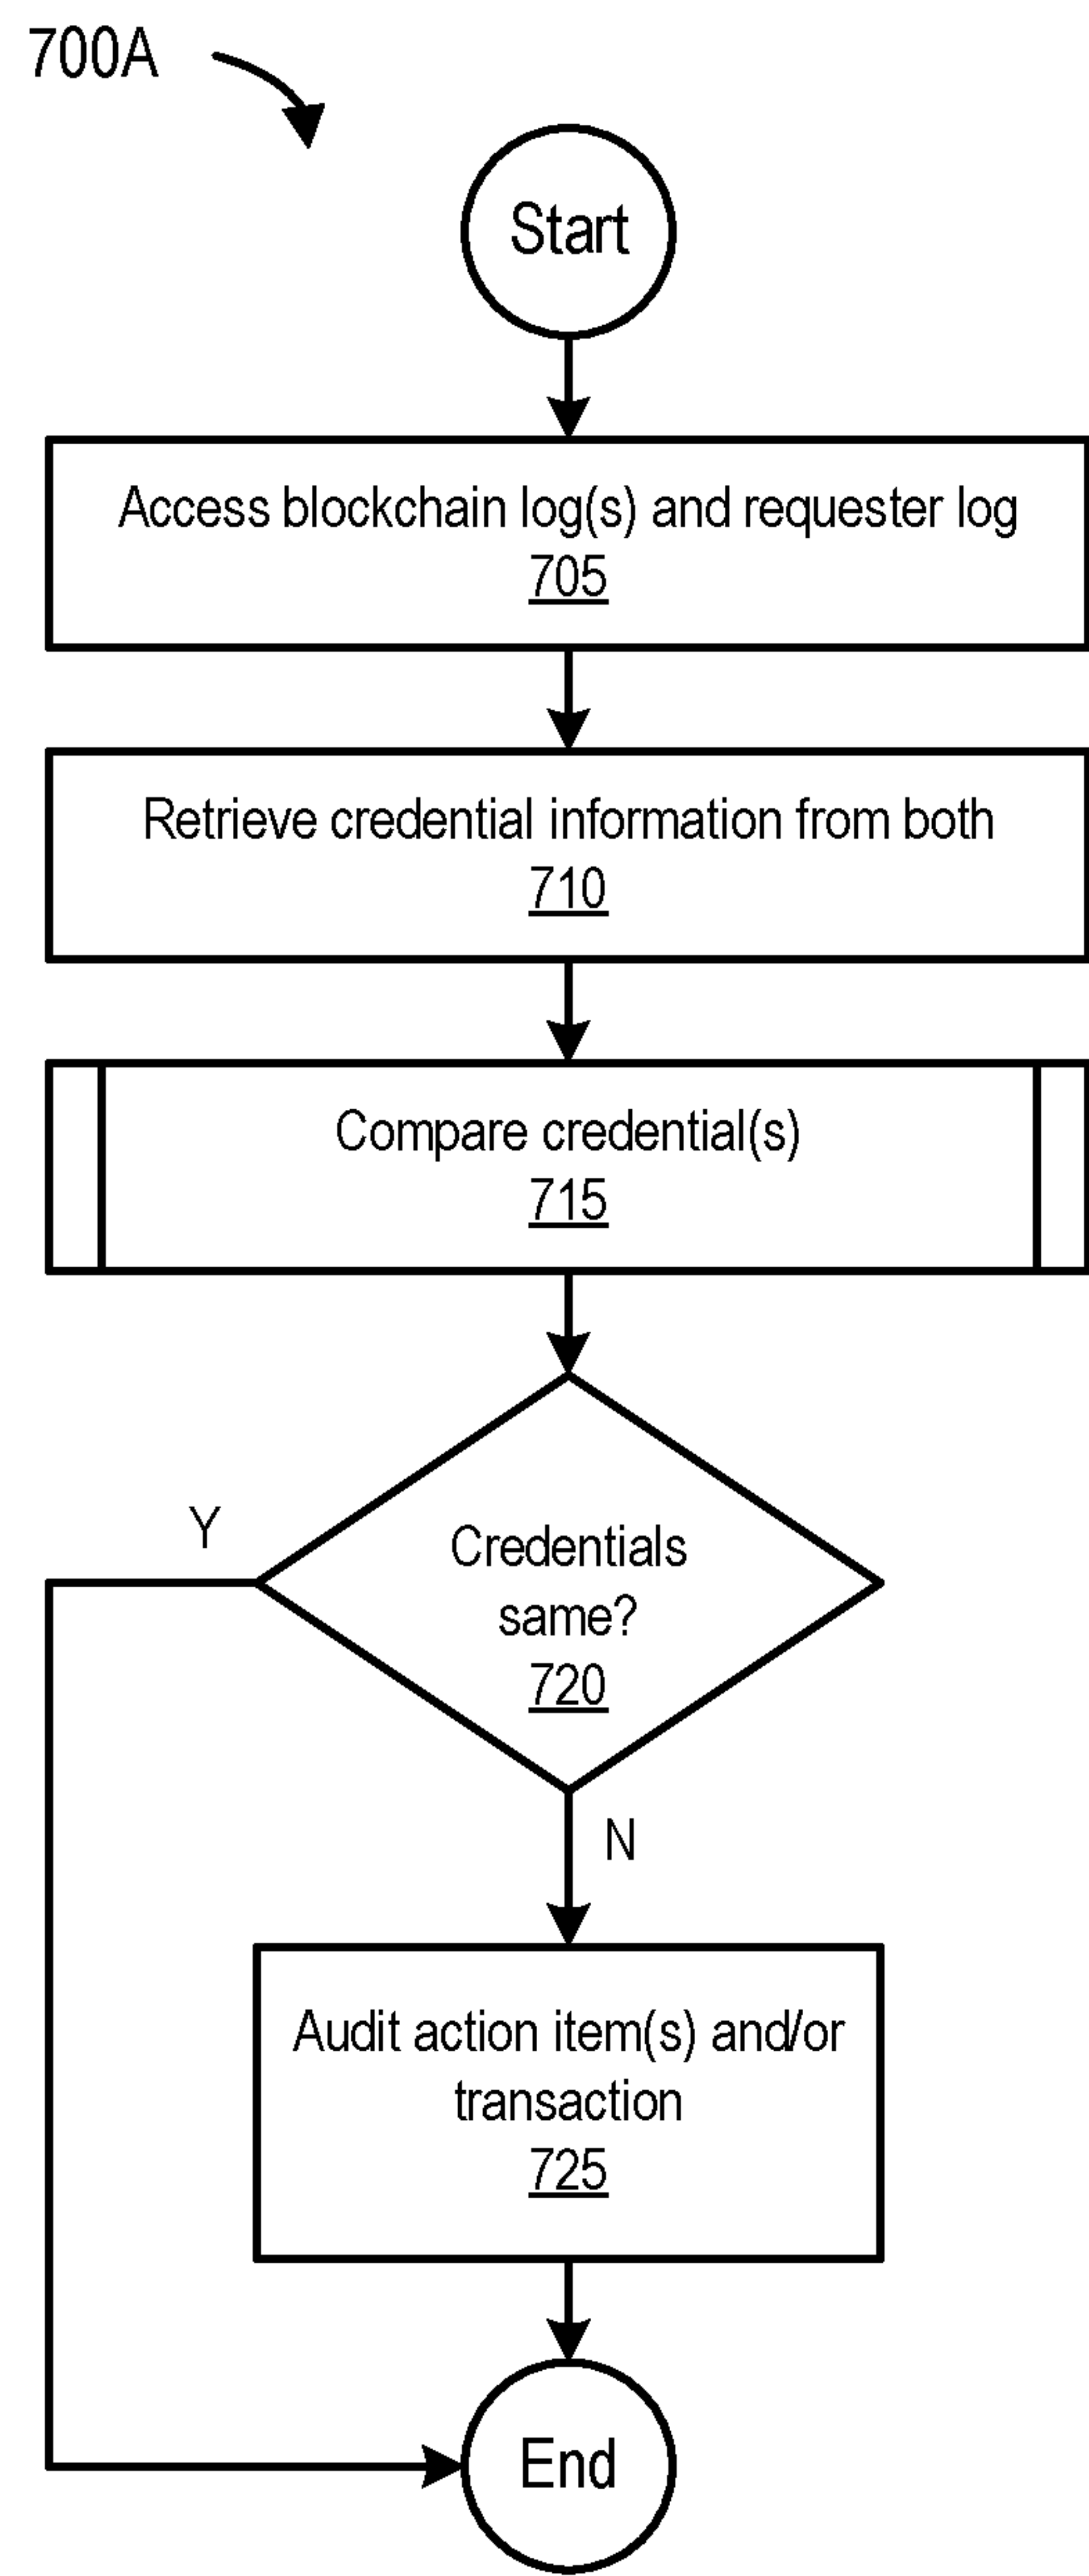 700A
Start
Access blockchain log(s) and requester log
705
Retrieve credential information from both
710
Compare credential(s)
715
Y
Credentials
same?
720
N
Audit action item(s) and/or
transaction
725
End